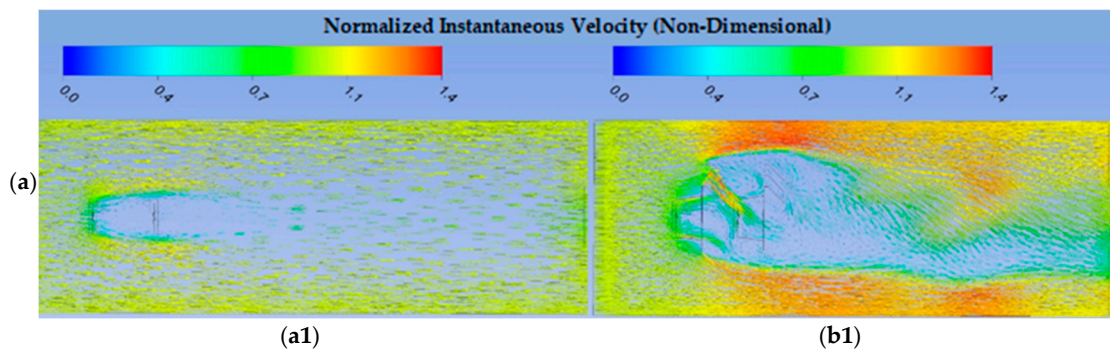 Normalized Instantaneous Velocity (Non-Dimensional)
0.0 0.4 0.7 1.1 1.4 0.0 0.4 0.7 1.1 1.4
(a)
(a1) (b1)